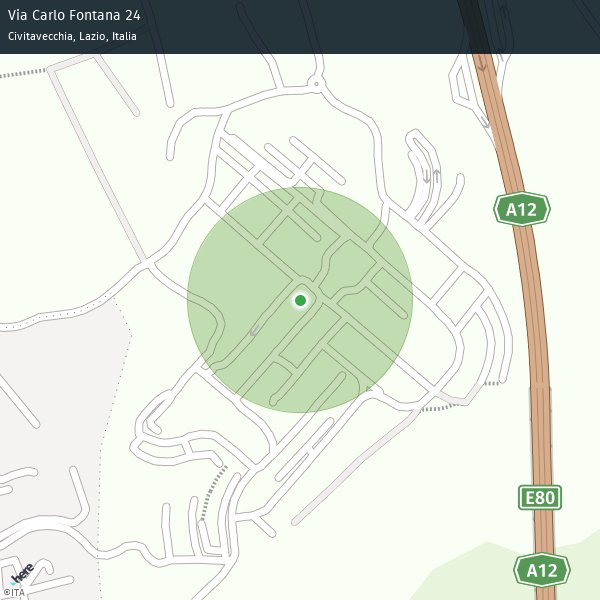 Via Carlo Fontana 24
Civitavecchia, Lazio, Italia
A12
E80
A12
here
©ITA